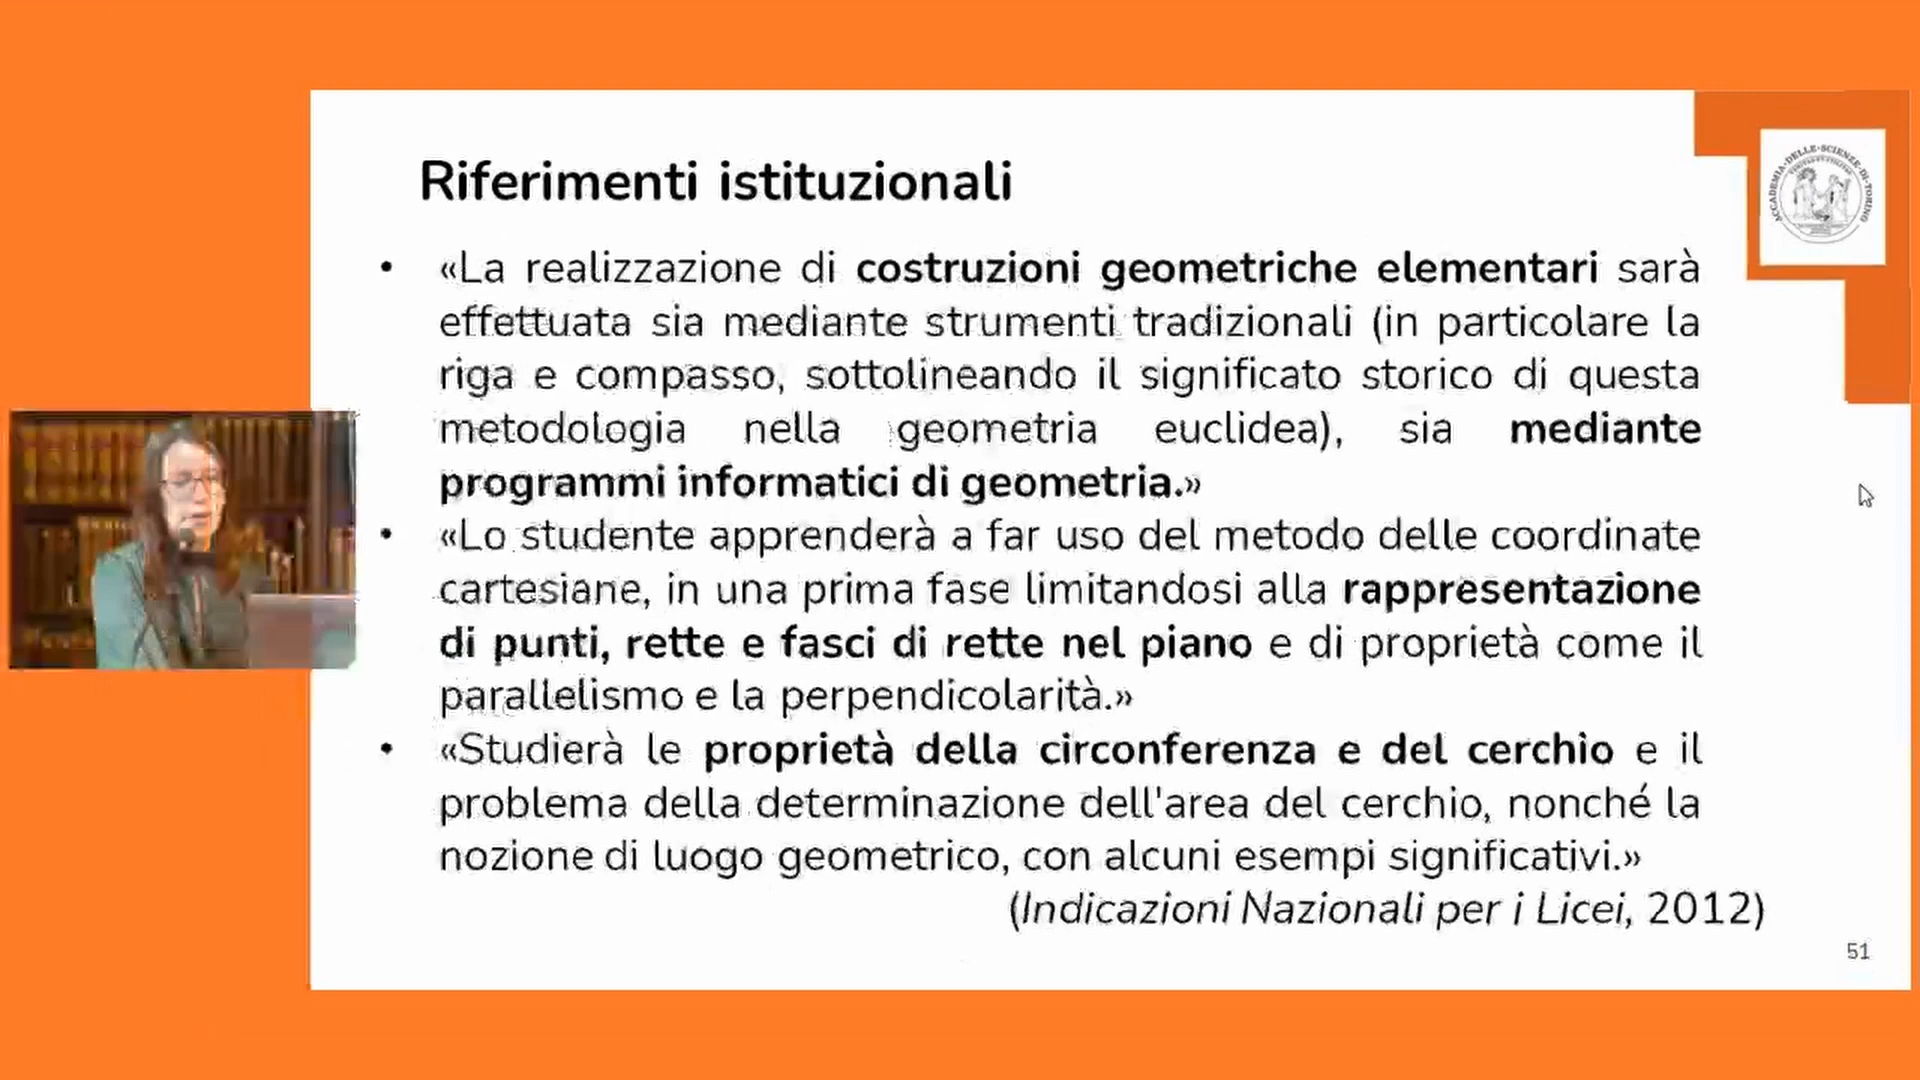 Riferimenti istituzionali
ACCADEMIA·DELLE·SCIENZE·DI·TORINO
• «La realizzazione di costruzioni geometriche elementari sarà
effettuata sia mediante strumenti tradizionali (in particolare la
riga e compasso, sottolineando il significato storico di questa
metodologia nella geometria euclidea), sia mediante
programmi informatici di geometria.»
• «Lo studente apprenderà a far uso del metodo delle coordinate
cartesiane, in una prima fase limitandosi alla rappresentazione
di punti, rette e fasci di rette nel piano e di proprietà come il
parallelismo e la perpendicolarità.»
• «Studierà le proprietà della circonferenza e del cerchio e il
problema della determinazione dell'area del cerchio, nonché la
nozione di luogo geometrico, con alcuni esempi significativi.»
(Indicazioni Nazionali per i Licei, 2012)
51